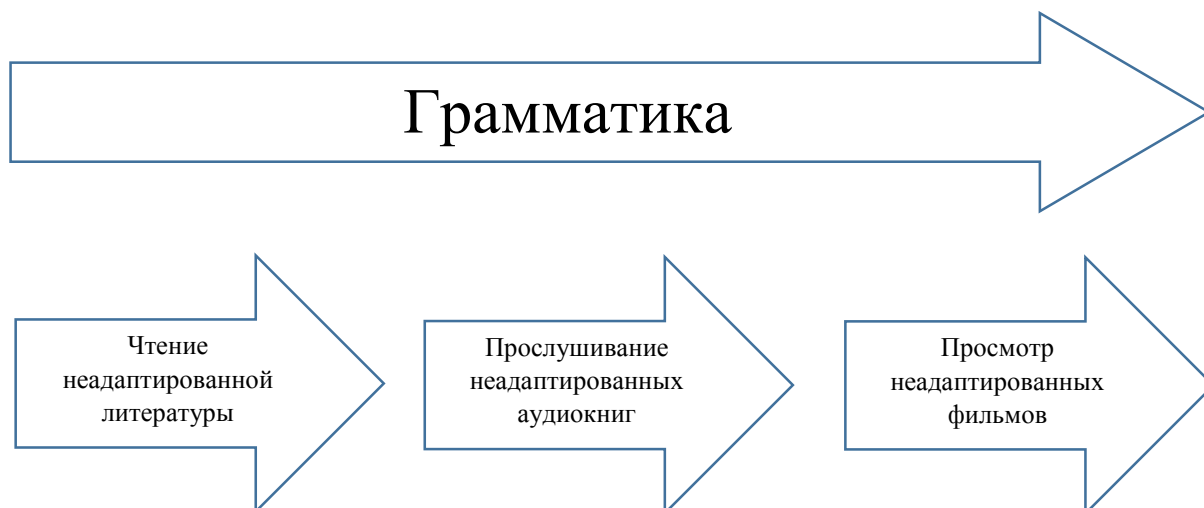 Грамматика
Чтение
неадаптированной
литературы
Прослушивание
неадаптированных
аудиокниг
Просмотр
неадаптированных
фильмов